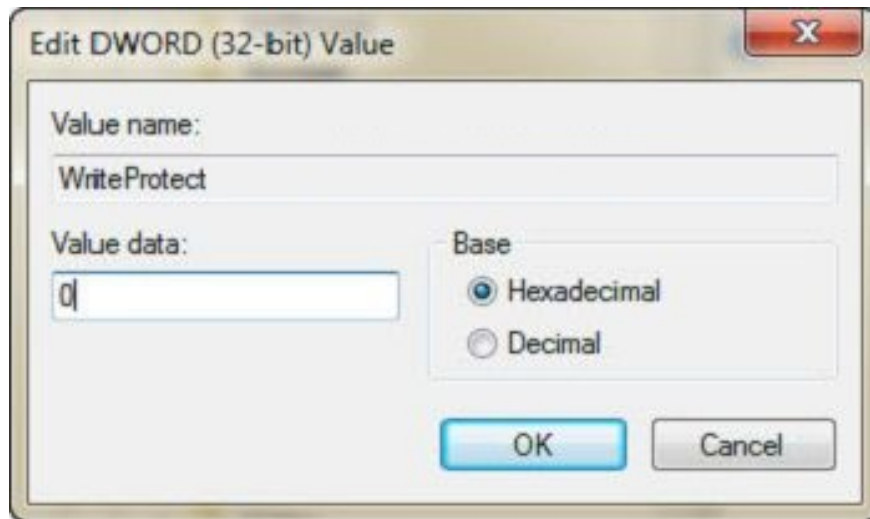 Edit DWORD (32-bit) Value
Value name:
WriteProtect
Value data:
0
Base
Hexadecimal
Decimal
OK
Cancel